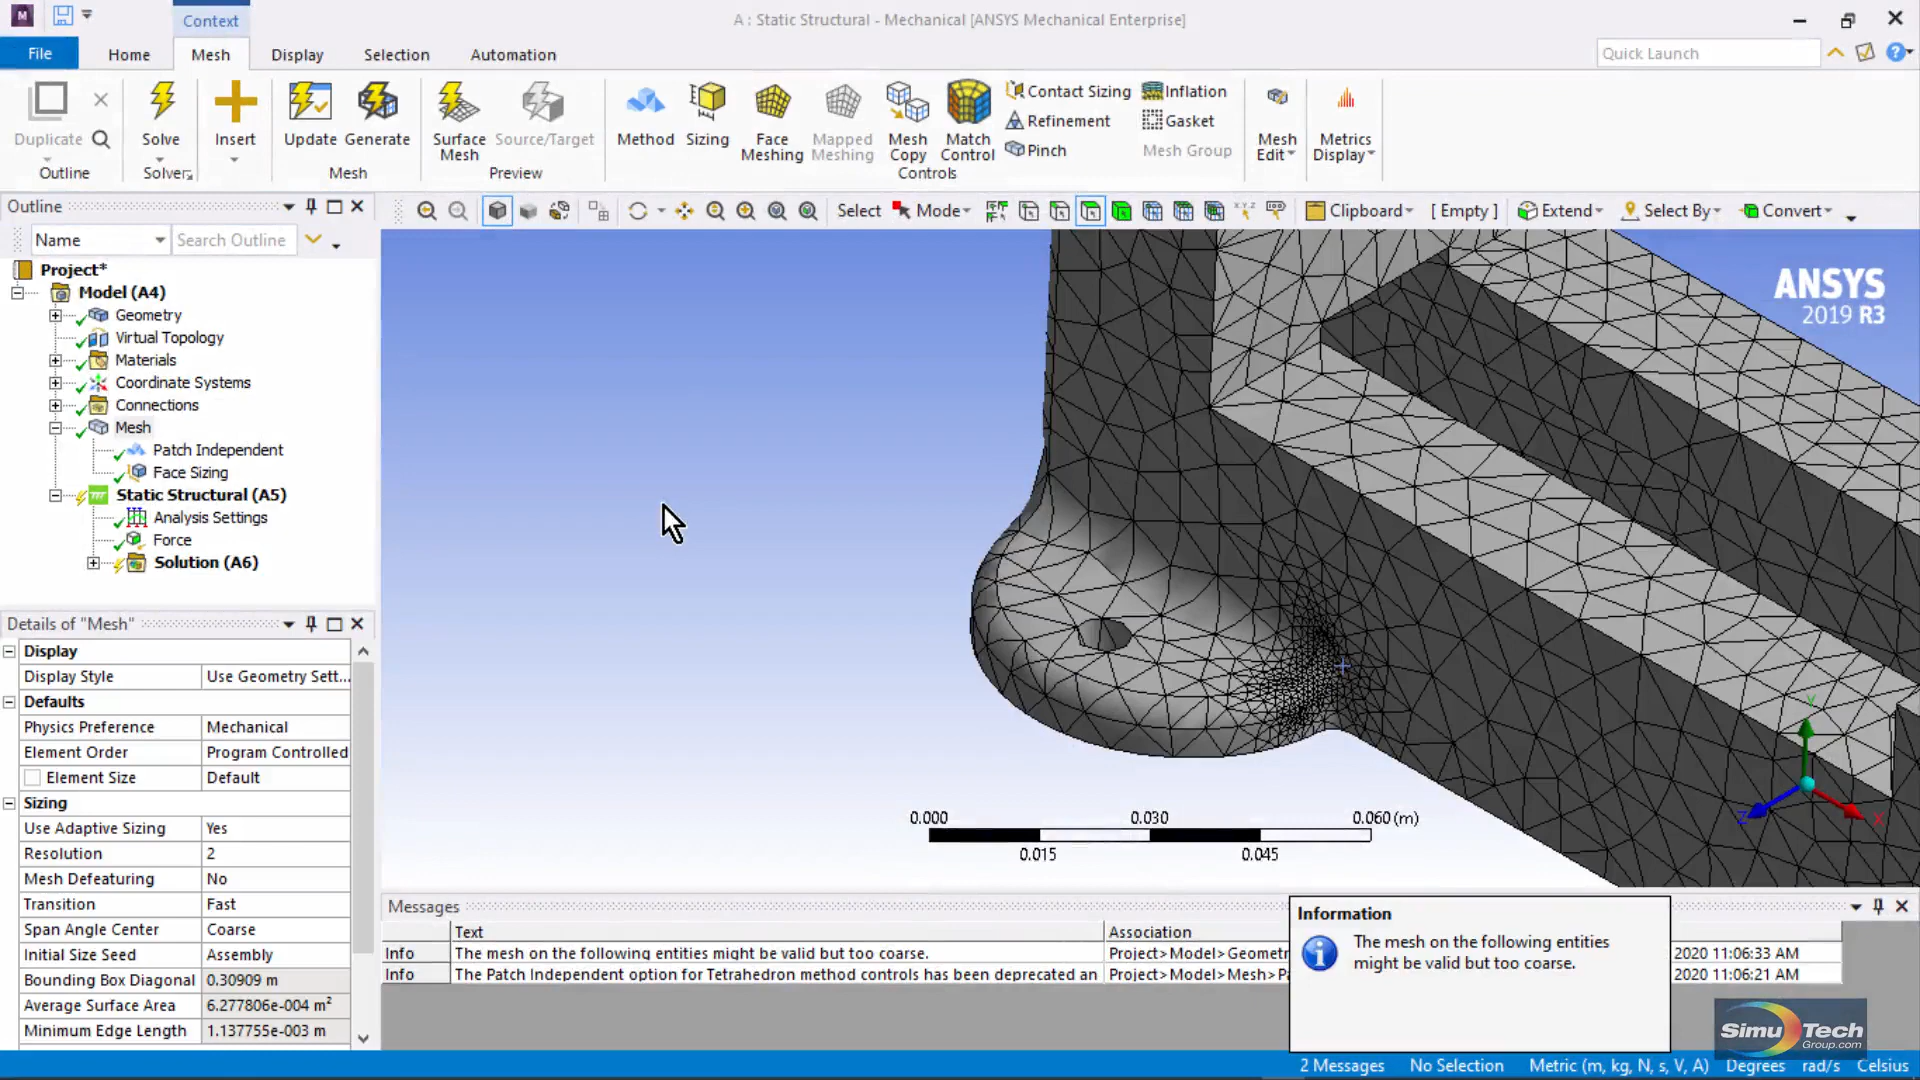 Context
A : Static Structural - Mechanical [ANSYS Mechanical Enterprise]
File
Home
Mesh
Display
Selection
Automation
Quick Launch
Duplicate
Solve
Insert
Update
Generate
Surface Mesh
Source/Target
Method
Sizing
Face Meshing
Mapped Meshing
Mesh Copy
Match Control
Contact Sizing
Refinement
Pinch
Inflation
Gasket
Mesh Group
Mesh Edit
Metrics Display
Outline
Solver
Mesh
Preview
Controls
Outline
Name
Search Outline
Select
Mode
Clipboard
[ Empty ]
Extend
Select By
Convert
Project*
Model (A4)
Geometry
Virtual Topology
Materials
Coordinate Systems
Connections
Mesh
Patch Independent
Face Sizing
Static Structural (A5)
Analysis Settings
Force
Solution (A6)
ANSYS
2019 R3
Details of "Mesh"
Display
Display Style Use Geometry Sett...
Defaults
Physics Preference Mechanical
Element Order Program Controlled
Element Size Default
Sizing
Use Adaptive Sizing Yes
Resolution 2
Mesh Defeaturing No
Transition Fast
Span Angle Center Coarse
Initial Size Seed Assembly
Bounding Box Diagonal 0.30909 m
Average Surface Area 6.277806e-004 m²
Minimum Edge Length 1.137755e-003 m
0.000 0.030 0.060 (m)
0.015 0.045
Y
Z
X
Messages
Text Association
Info The mesh on the following entities might be valid but too coarse. Project>Model>Geometr 2020 11:06:33 AM
Info The Patch Independent option for Tetrahedron method controls has been deprecated an Project>Model>Mesh>Pa 2020 11:06:21 AM
Information
The mesh on the following entities
might be valid but too coarse.
SimuTech
Group.com
2 Messages No Selection Metric (m, kg, N, s, V, A) Degrees rad/s Celsius